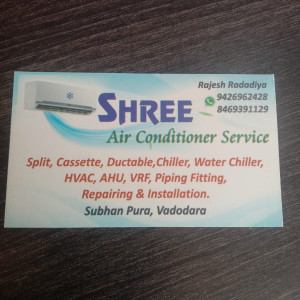 Rajesh Radadiya
9426962428
8469391129
SHREE
Air Conditioner Service
Split, Cassette, Ductable,Chiller, Water Chiller,
HVAC, AHU, VRF, Piping Fitting,
Repairing & Installation.
Subhan Pura, Vadodara